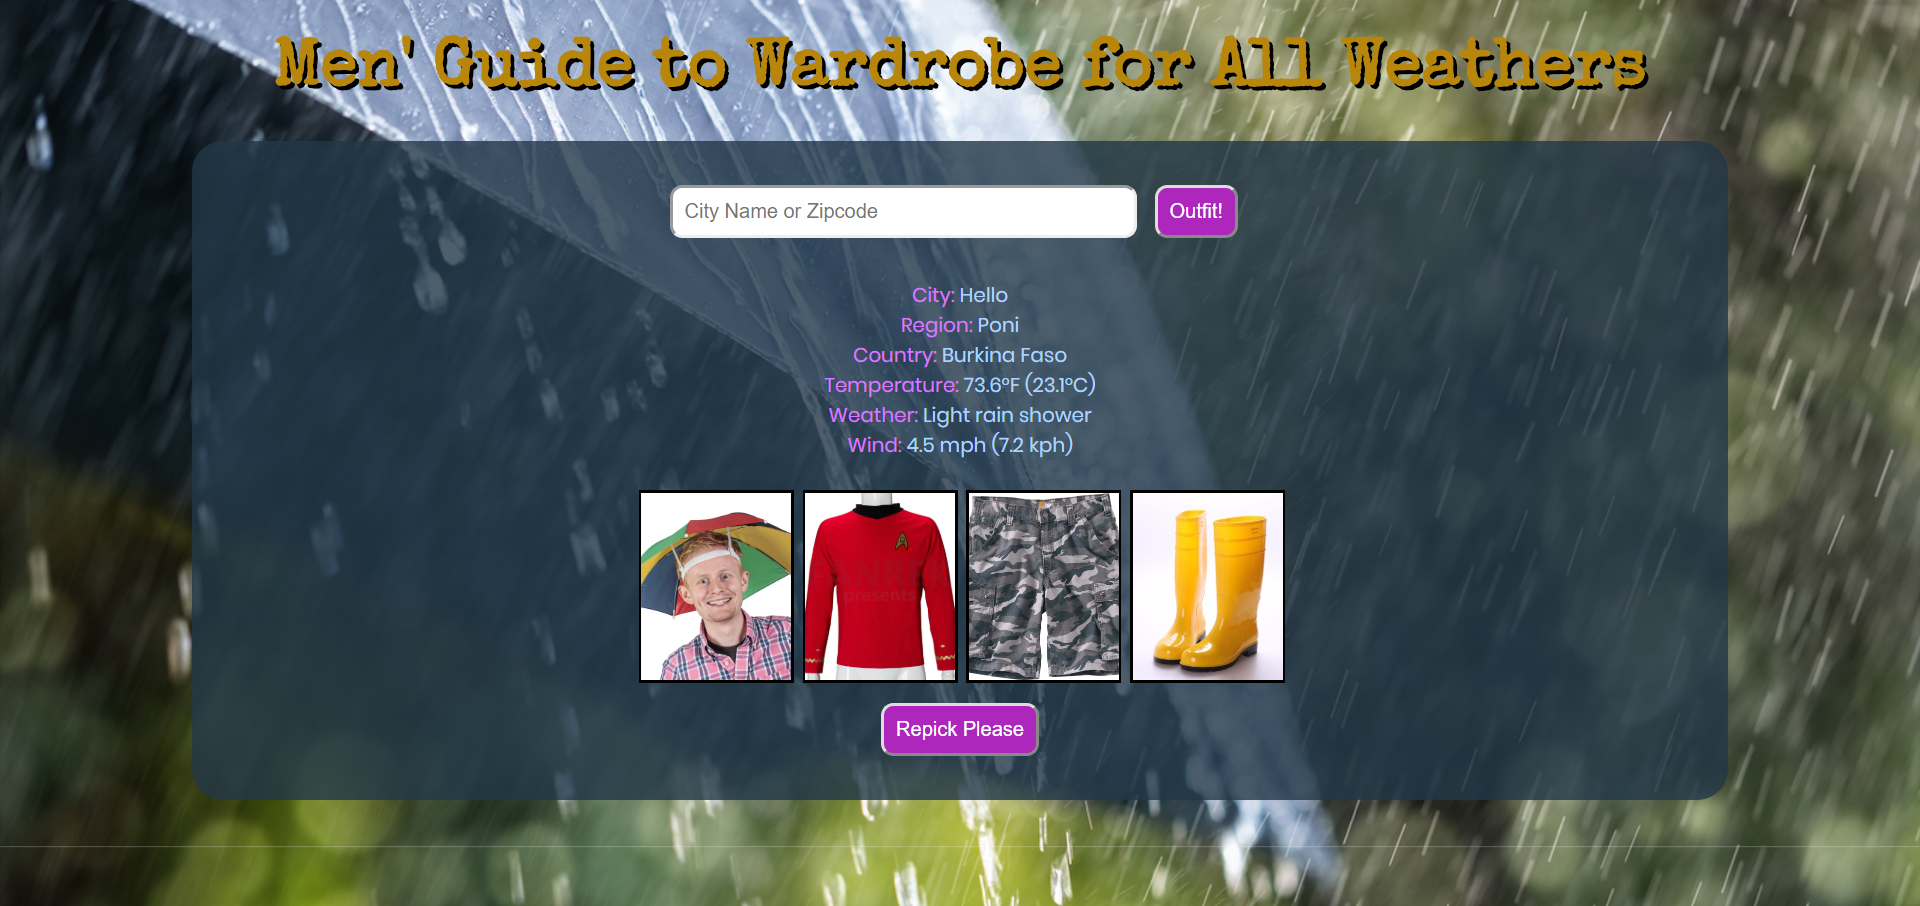 Men' Guide to Wardrobe for All Weathers
City Name or Zipcode
Outfit!
City: Hello
Region: Poni
Country: Burkina Faso
Temperature: 73.6°F (23.1°C)
Weather: Light rain shower
Wind: 4.5 mph (7.2 kph)
presents
Repick Please